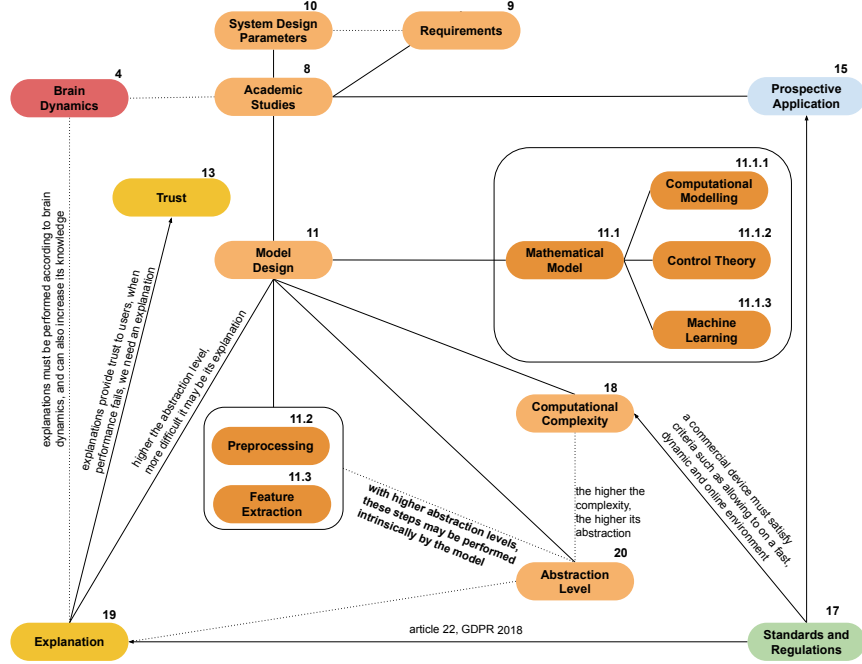 10
9
System Design
Parameters
Requirements
4
8
15
Brain
Dynamics
Academic
Studies
Prospective
Application
13
Trust
11.1.1
Computational
Modelling
11
11.1
11.1.2
Model
Design
Mathematical
Model
Control Theory
11.1.3
Machine
Learning
explanations must be performed according to brain
dynamics, and can also increase its knowledge
explanations provide trust to users, when
performance fails, we need an explanation
higher the abstraction level,
more difficult it may be its explanation
18
Computational
Complexity
11.2
Preprocessing
11.3
Feature
Extraction
with higher abstraction levels,
these steps may be performed
intrinsically by the model
the higher the
complexity,
the higher its
abstraction
a commercial device must satisfy
criteria such as allowing to on a fast,
dynamic and online environment
20
Abstraction
Level
19
Explanation
article 22, GDPR 2018
17
Standards and
Regulations